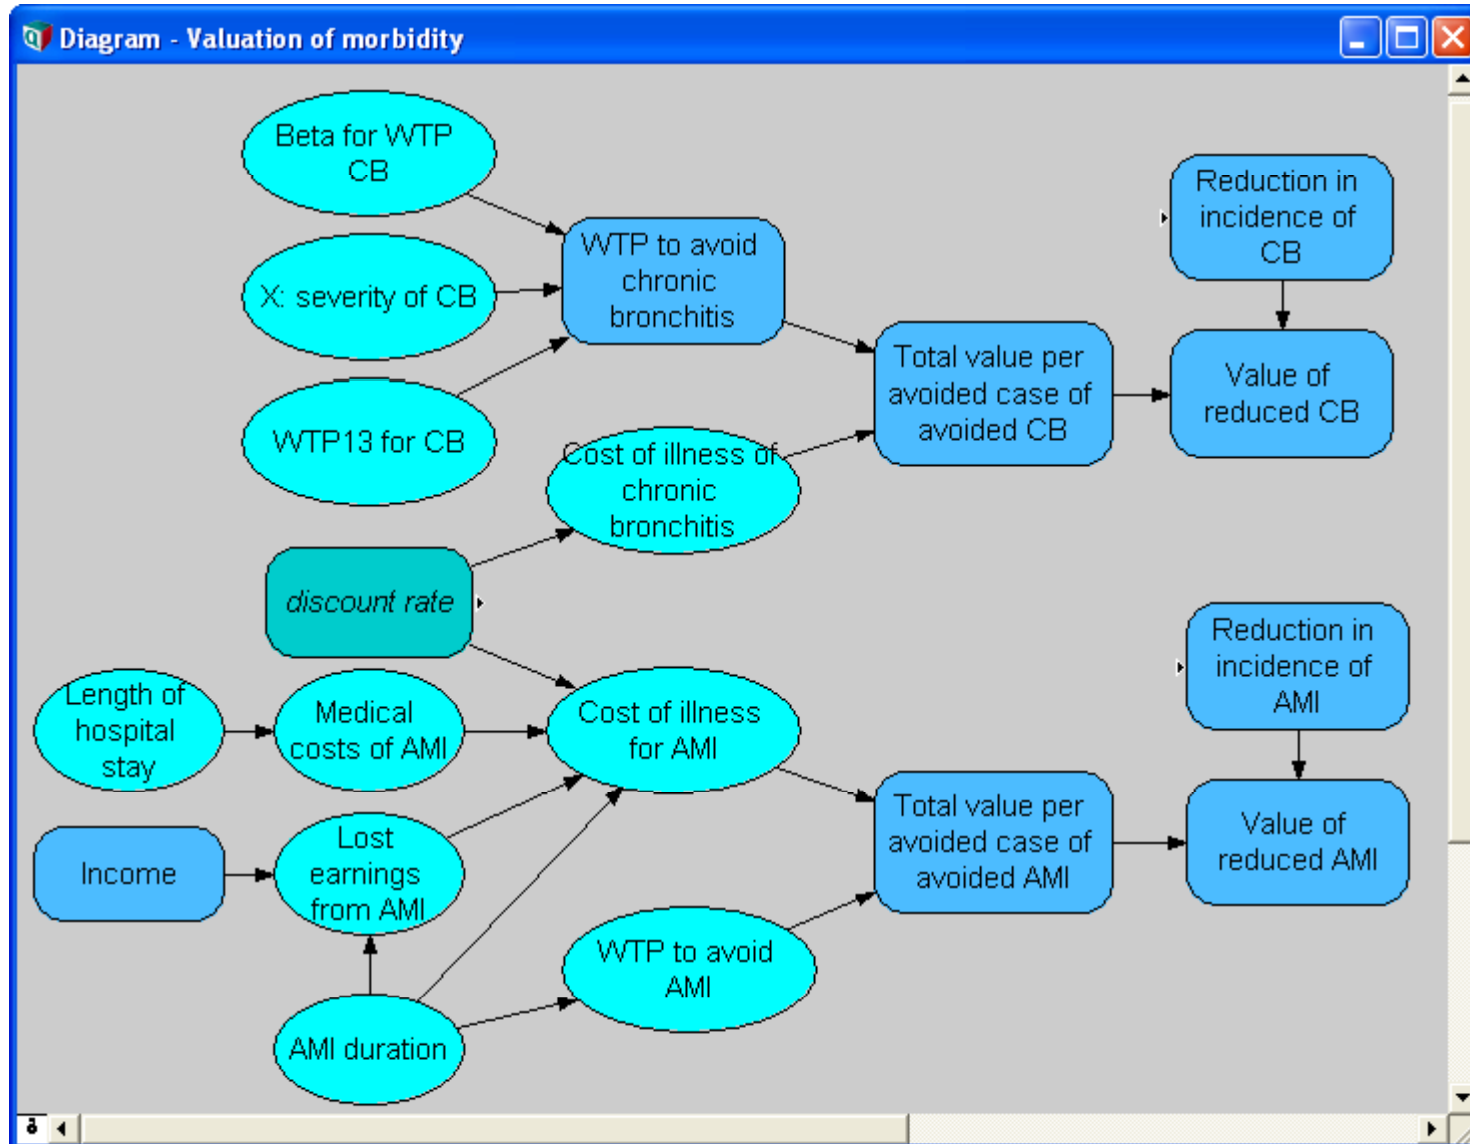 Diagram - Valuation of morbidity
Beta for WTP
CB
X: severity of CB
WTP13 for CB
WTP to avoid
chronic
bronchitis
Cost of illness of
chronic
bronchitis
Total value per
avoided case of
avoided CB
Reduction in
incidence of
CB
Value of
reduced CB
discount rate
Length of
hospital
stay
Medical
costs of AMI
Cost of illness
for AMI
Income
Lost
earnings
from AMI
AMI duration
WTP to avoid
AMI
Total value per
avoided case of
avoided AMI
Reduction in
incidence of
AMI
Value of
reduced AMI